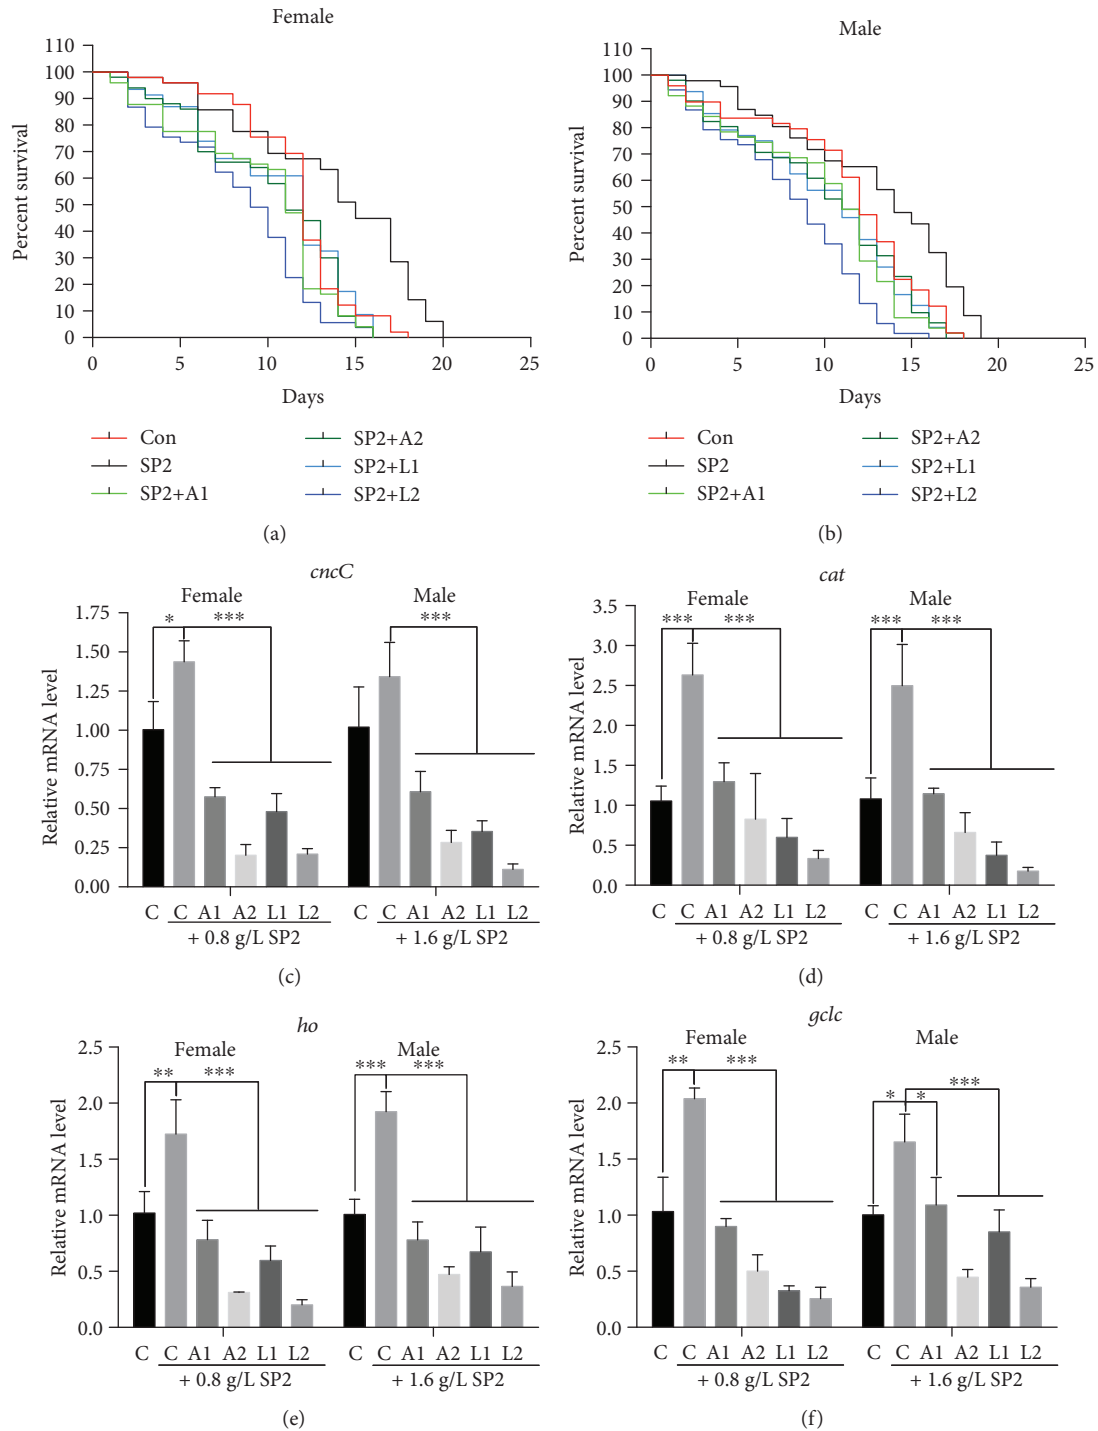 Female
110
100
90
80
70
60
50
40
30
20
10
0
Percent survival
0 5 10 15 20 25
Days
Con
SP2
SP2+A1
SP2+A2
SP2+L1
SP2+L2
(a)
Male
110
100
90
80
70
60
50
40
30
20
10
0
Percent survival
0 5 10 15 20 25
Days
Con
SP2
SP2+A1
SP2+A2
SP2+L1
SP2+L2
(b)
cncC
Female Male
* *** ***
1.75
1.50
1.25
1.00
0.75
0.50
0.25
0.00
Relative mRNA level
C C A1 A2 L1 L2 C C A1 A2 L1 L2
+ 0.8 g/L SP2 + 1.6 g/L SP2
(c)
cat
Female Male
*** *** *** ***
3.5
3.0
2.5
2.0
1.5
1.0
0.5
0.0
Relative mRNA level
C C A1 A2 L1 L2 C C A1 A2 L1 L2
+ 0.8 g/L SP2 + 1.6 g/L SP2
(d)
ho
Female Male
** *** *** ***
2.5
2.0
1.5
1.0
0.5
0.0
Relative mRNA level
C C A1 A2 L1 L2 C C A1 A2 L1 L2
+ 0.8 g/L SP2 + 1.6 g/L SP2
(e)
gclc
Female Male
** *** * * ***
2.5
2.0
1.5
1.0
0.5
0.0
Relative mRNA level
C C A1 A2 L1 L2 C C A1 A2 L1 L2
+ 0.8 g/L SP2 + 1.6 g/L SP2
(f)